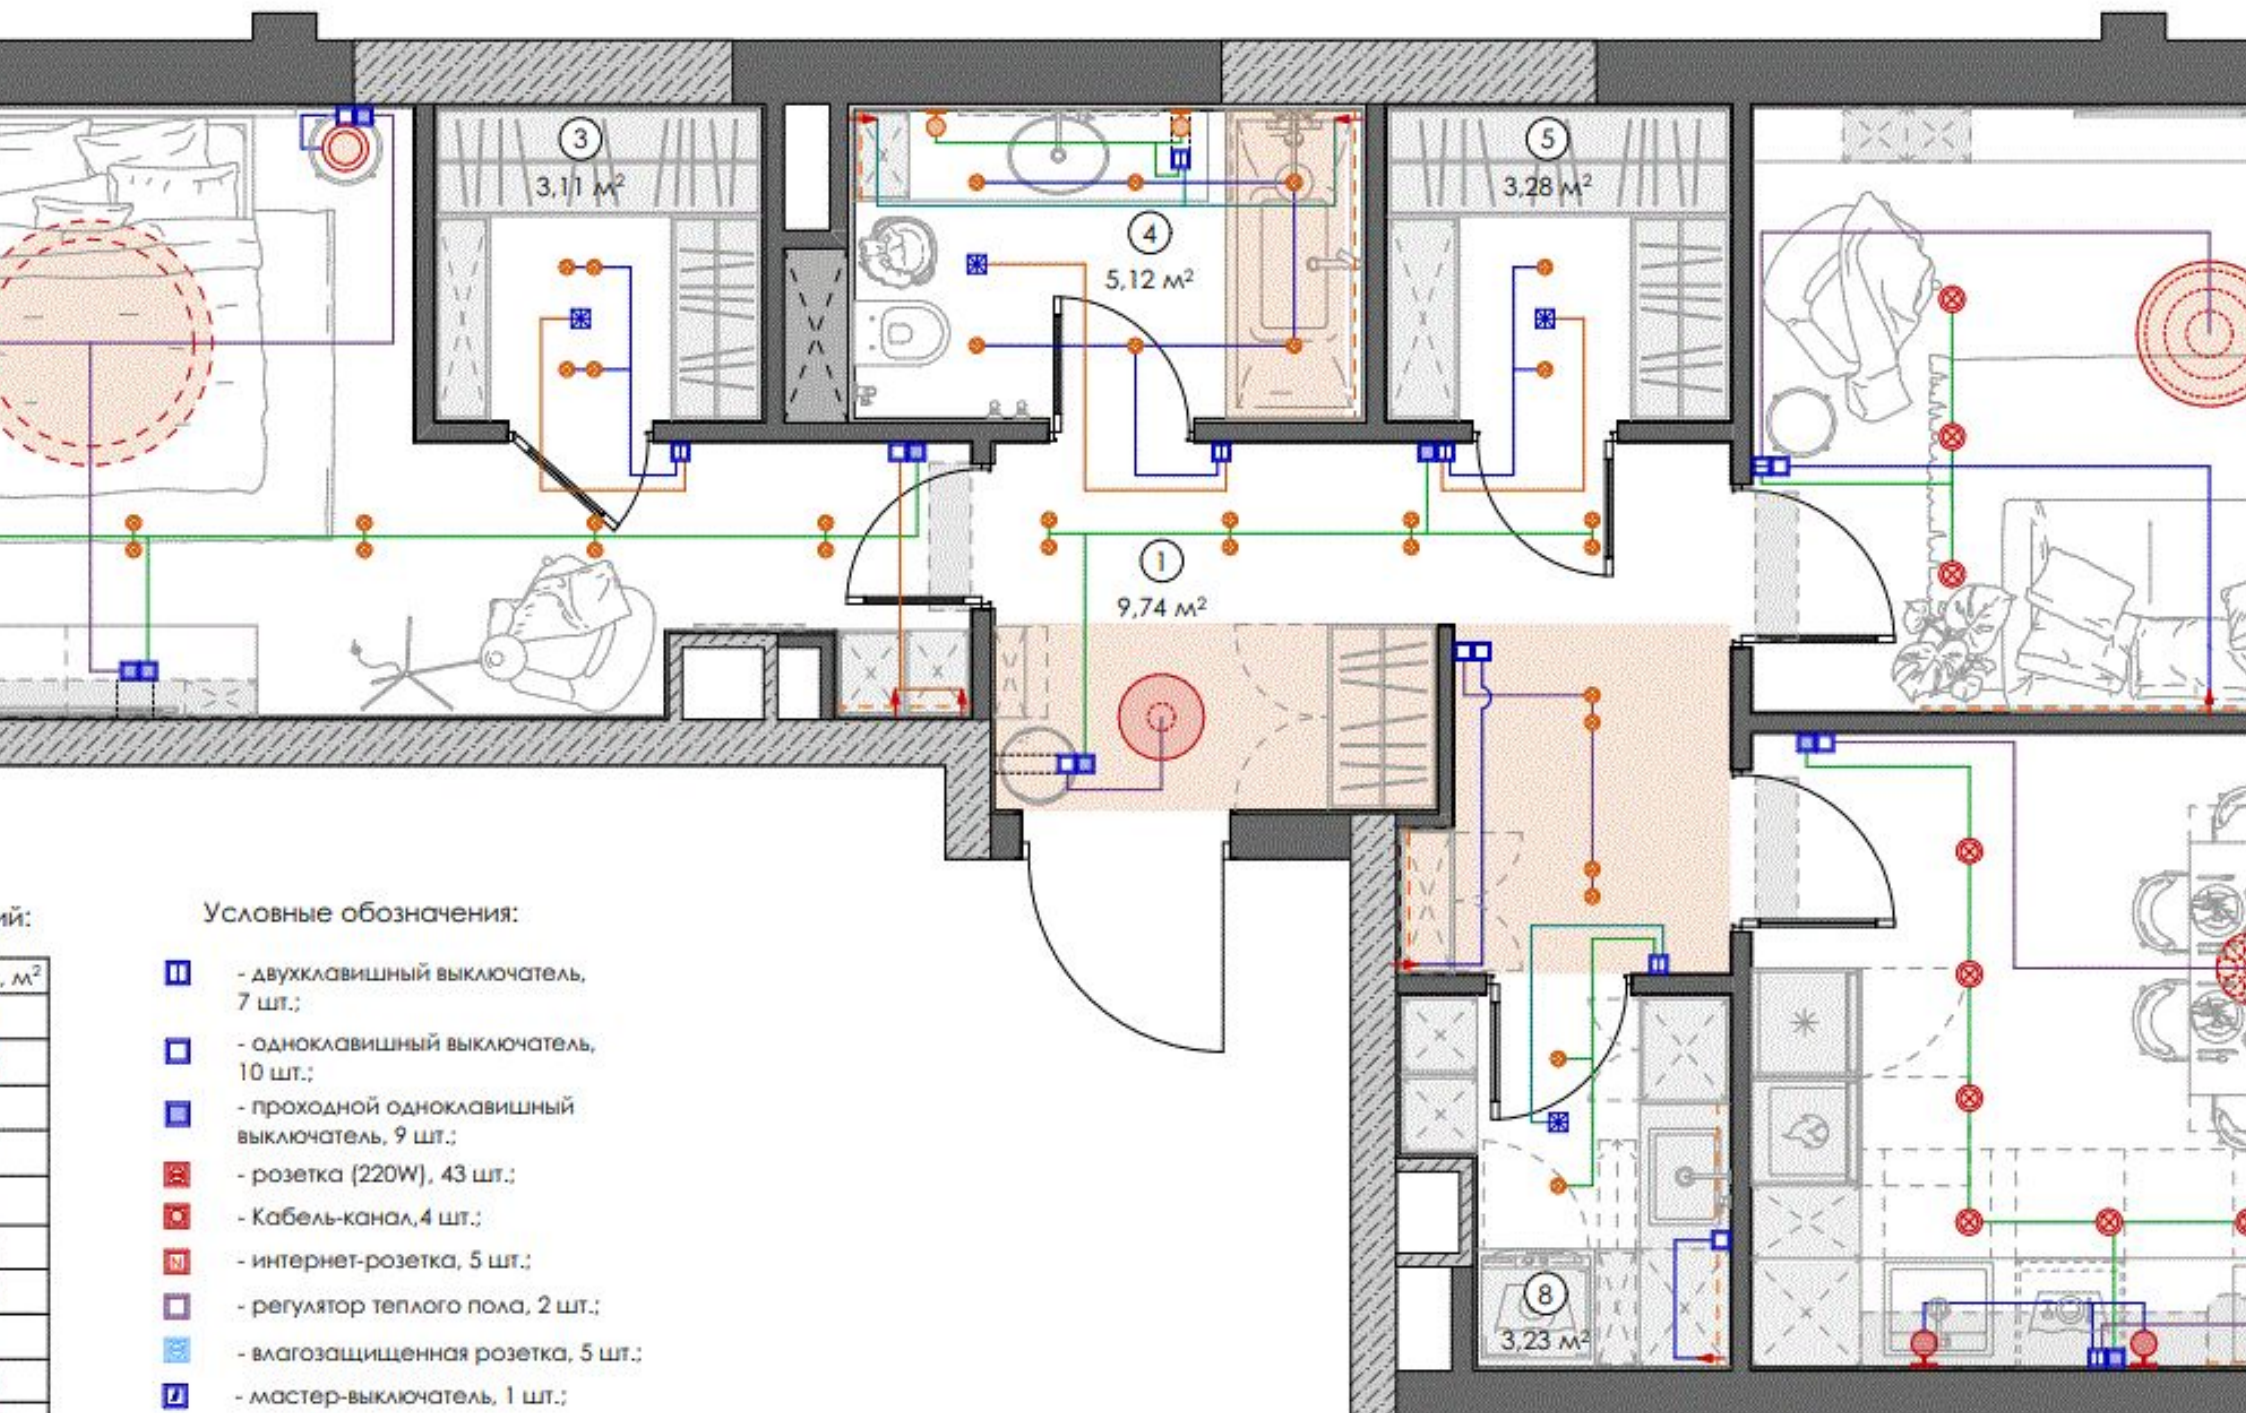 3
3,11 м²
4
5,12 м²
5
3,28 м²
1
9,74 м²
8
3,23 м²
ий:
, м²
Условные обозначения:
- двухклавишный выключатель,
7 шт.;
- одноклавишный выключатель,
10 шт.;
- проходной одноклавишный
выключатель, 9 шт.;
- розетка (220W), 43 шт.;
- Кабель-канал,4 шт.;
N
- интернет-розетка, 5 шт.;
- регулятор теплого пола, 2 шт.;
- влагозащищенная розетка, 5 шт.;
- мастер-выключатель, 1 шт.;